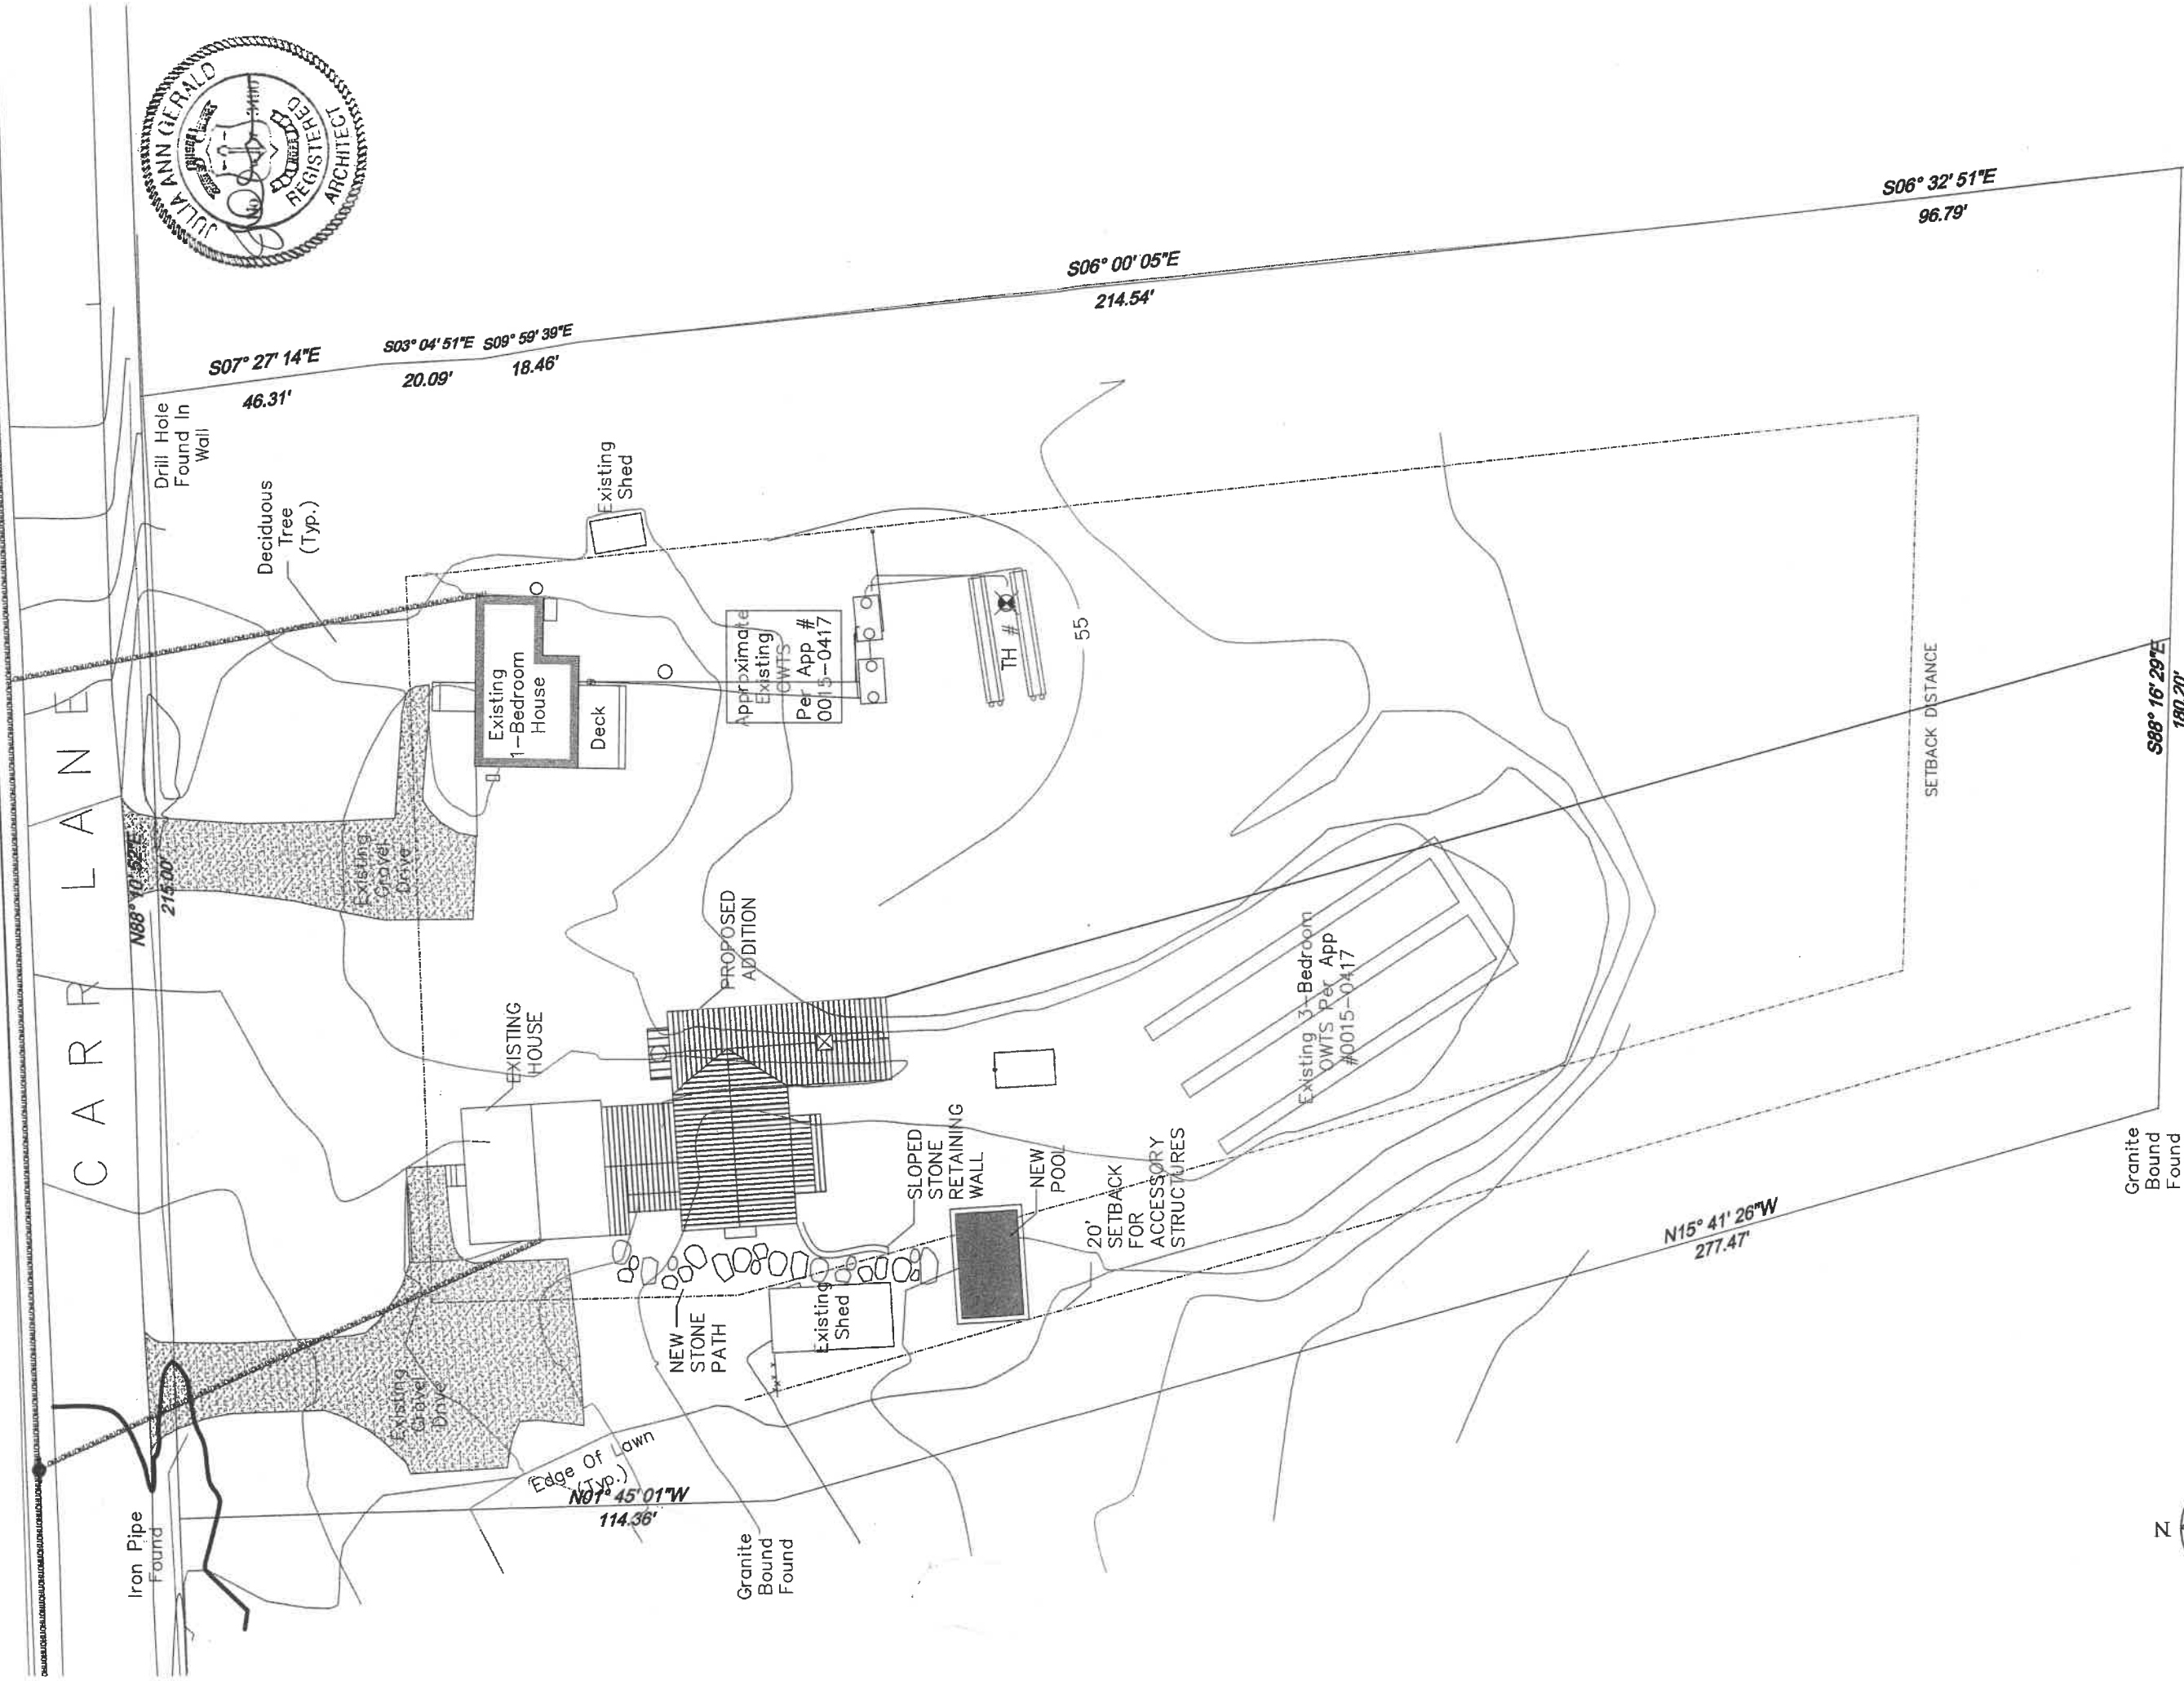 CARR LANE
JULIA ANN GERALD
REGISTERED
ARCHITECT
No
S07° 27' 14"E
46.31'
S03° 04' 51"E
20.09'
S09° 59' 39"E
18.46'
S06° 00' 05"E
214.54'
S06° 32' 51"E
96.79'
Drill Hole
Found In
Wall
Deciduous
Tree
(Typ.)
Existing
Shed
Existing
1-Bedroom
House
Deck
Approximate
Existing
OWTS
Per App #
0015-0417
TH #
55
N88° 10' 52"E
215.00'
Existing
Gravel
Drive
PROPOSED
ADDITION
EXISTING
HOUSE
Existing 3-Bedroom
OWTS Per App
#0015-0417
SETBACK DISTANCE
S88° 16' 29"E
180.20'
SLOPED
STONE
RETAINING
WALL
NEW
POOL
20'
SETBACK
FOR
ACCESSORY
STRUCTURES
NEW
STONE
PATH
Existing
Shed
Existing
Gravel
Drive
Edge Of Lawn
(Typ.)
N01° 45' 01"W
114.36'
Iron Pipe
Found
Granite
Bound
Found
N15° 41' 26"W
277.47'
Granite
Bound
Found
N